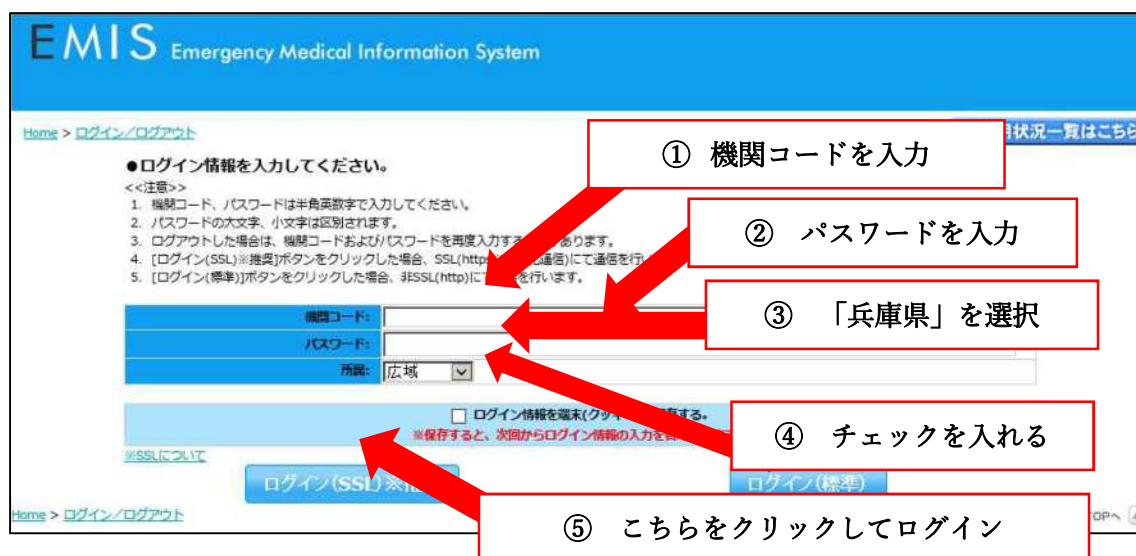 EMIS Emergency Medical Information System
Home > ログイン／ログアウト
状況一覧はこちら
① 機関コードを入力
●ログイン情報を入力してください。
<<注意>>
1. 機関コード、パスワードは半角英数字で入力してください。
2. パスワードの大文字、小文字は区別されます。
② パスワードを入力
3. ログアウトした場合は、機関コードおよびパスワードを再度入力する あります。
4. [ログイン(SSL)※推奨]ボタンをクリックした場合、SSL(http 通信)にて通信を行い
5. [ログイン(標準)]ボタンをクリックした場合、非SSL(http)に を行います。
③ 「兵庫県」を選択
機関コード:
パスワード:
所属: 広域
ログイン情報を端末(クッキ 存する。
※保存すると、次回からログイン情報の入力を
④ チェックを入れる
※SSLについて
ログイン(SSL)※
ログイン(標準)
⑤ こちらをクリックしてログイン
Home > ログイン／ログアウト
TOPへ